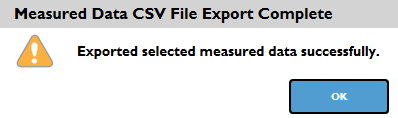 Measured Data CSV File Export Complete
Exported selected measured data successfully.
OK